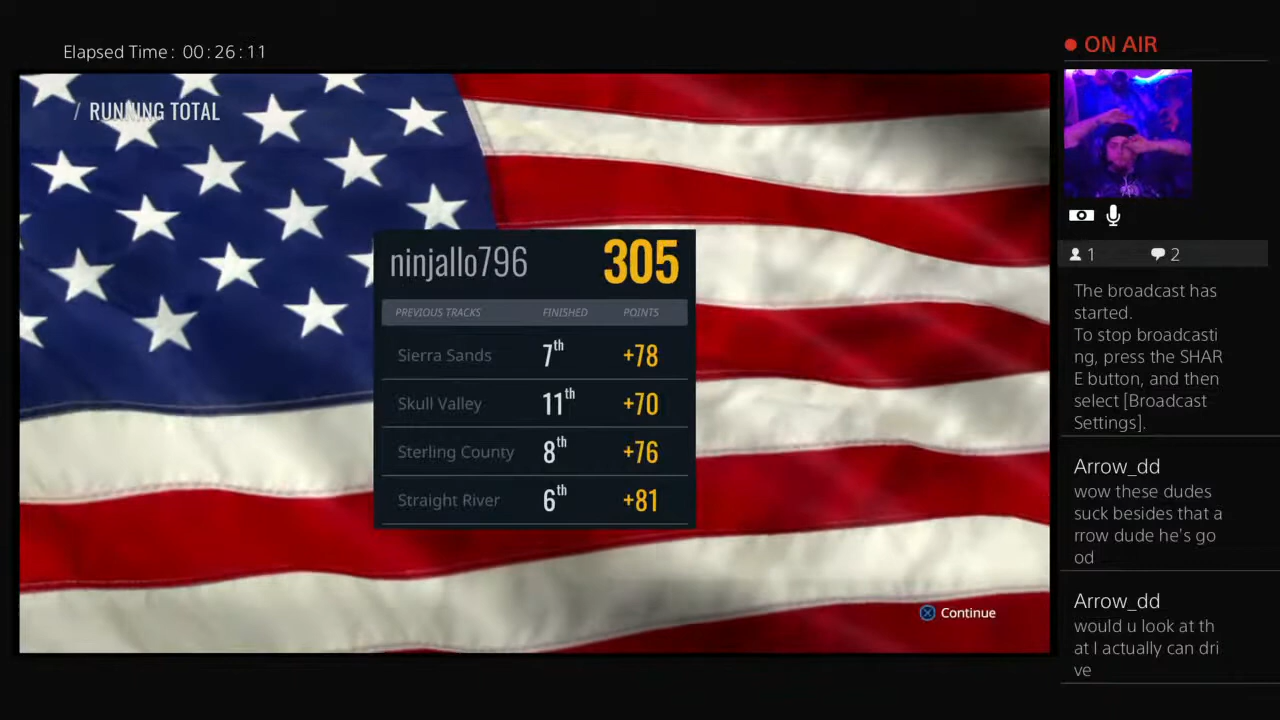 Elapsed Time: 00:26:11
/ RUNNING TOTAL
ninjallo796 305
PREVIOUS TRACKS FINISHED POINTS
Sierra Sands 7th +78
Skull Valley 11th +70
Sterling County 8th +76
Straight River 6th +81
Continue
ON AIR
1 2
The broadcast has
started.
To stop broadcasti
ng, press the SHAR
E button, and then
select [Broadcast
Settings].
Arrow_dd
wow these dudes
suck besides that a
rrow dude he's go
od
Arrow_dd
would u look at th
at I actually can dri
ve